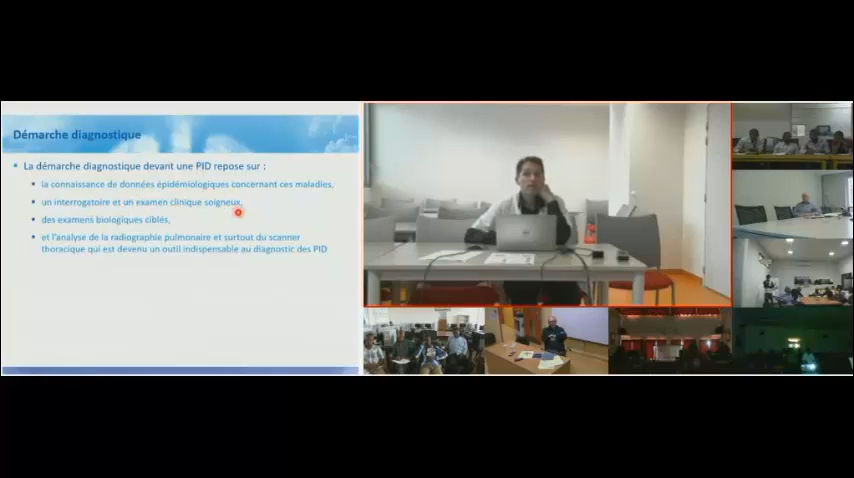 Démarche diagnostique
La démarche diagnostique devant une PID repose sur :
la connaissance de données épidémiologiques concernant ces maladies,
un interrogatoire et un examen clinique soigneux,
des examens biologiques ciblés,
et l'analyse de la radiographie pulmonaire et surtout du scanner
thoracique qui est devenu un outil indispensable au diagnostic des PID